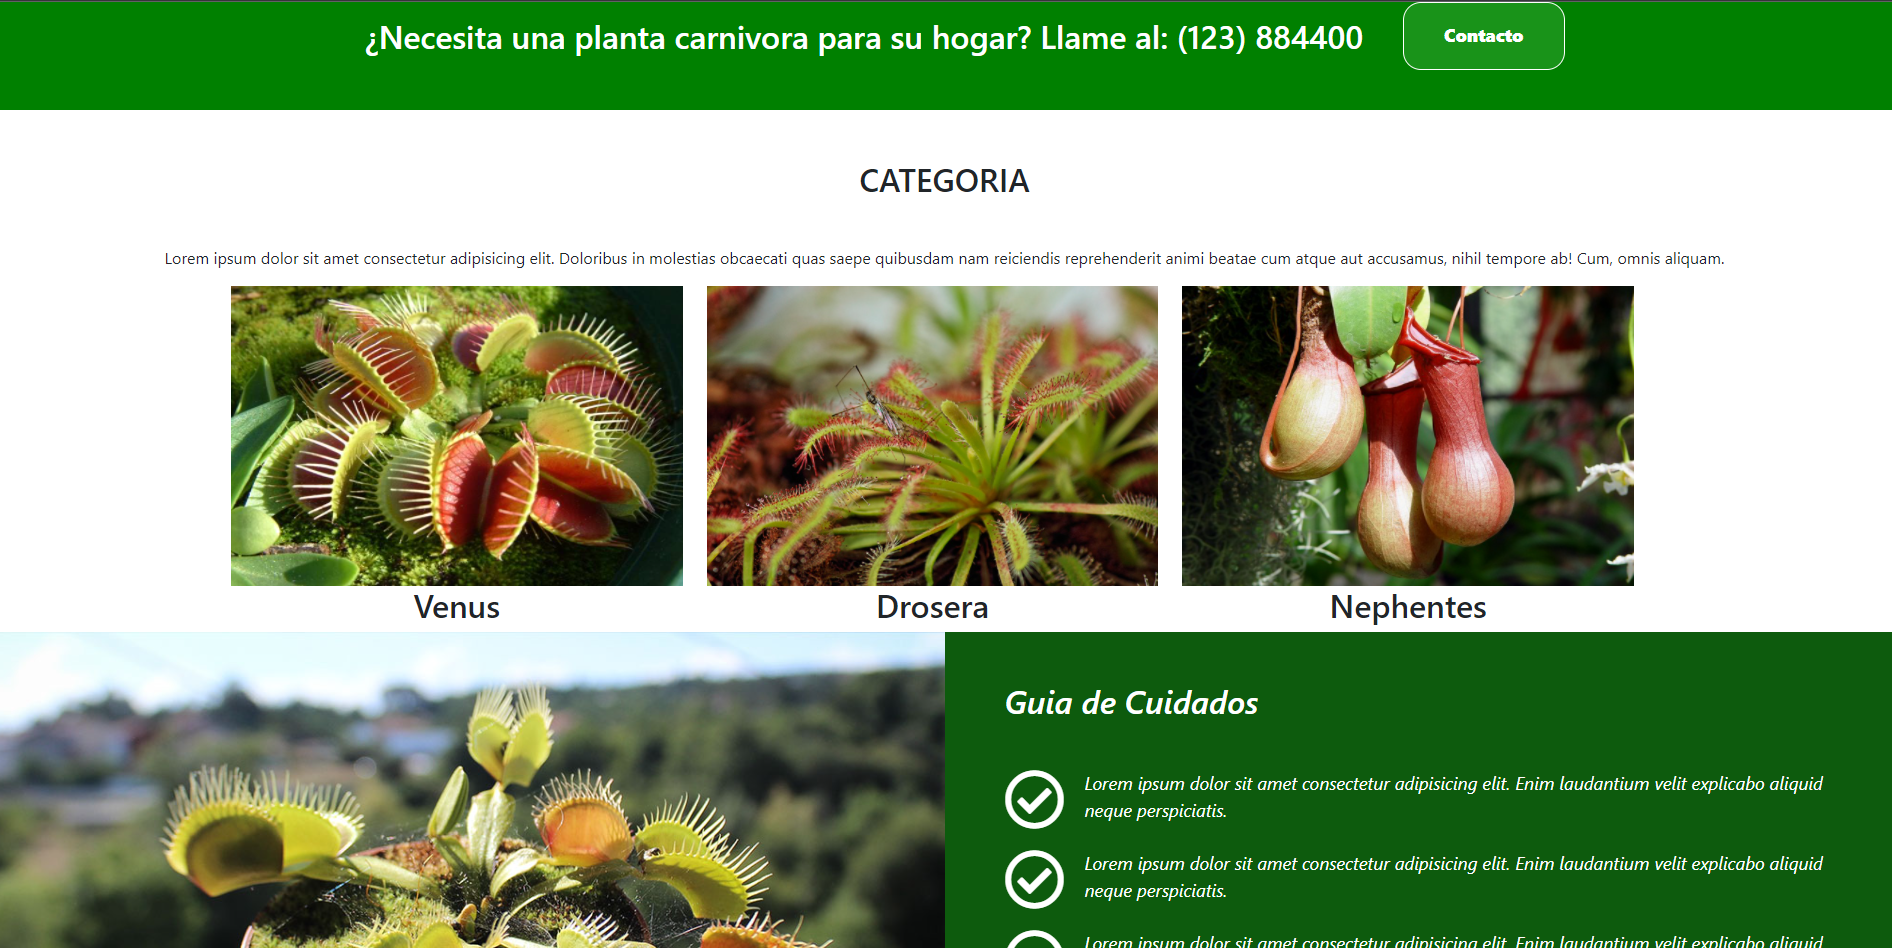 ¿Necesita una planta carnivora para su hogar? Llame al: (123) 884400
Contacto
CATEGORIA
Lorem ipsum dolor sit amet consectetur adipisicing elit. Doloribus in molestias obcaecati quas saepe quibusdam nam reiciendis reprehenderit animi beatae cum atque aut accusamus, nihil tempore ab! Cum, omnis aliquam.
Venus
Drosera
Nephentes
Guia de Cuidados
Lorem ipsum dolor sit amet consectetur adipisicing elit. Enim laudantium velit explicabo aliquid
neque perspiciatis.
Lorem ipsum dolor sit amet consectetur adipisicing elit. Enim laudantium velit explicabo aliquid
neque perspiciatis.
Lorem ipsum dolor sit amet consectetur adipisicing elit. Enim laudantium velit explicabo aliquid